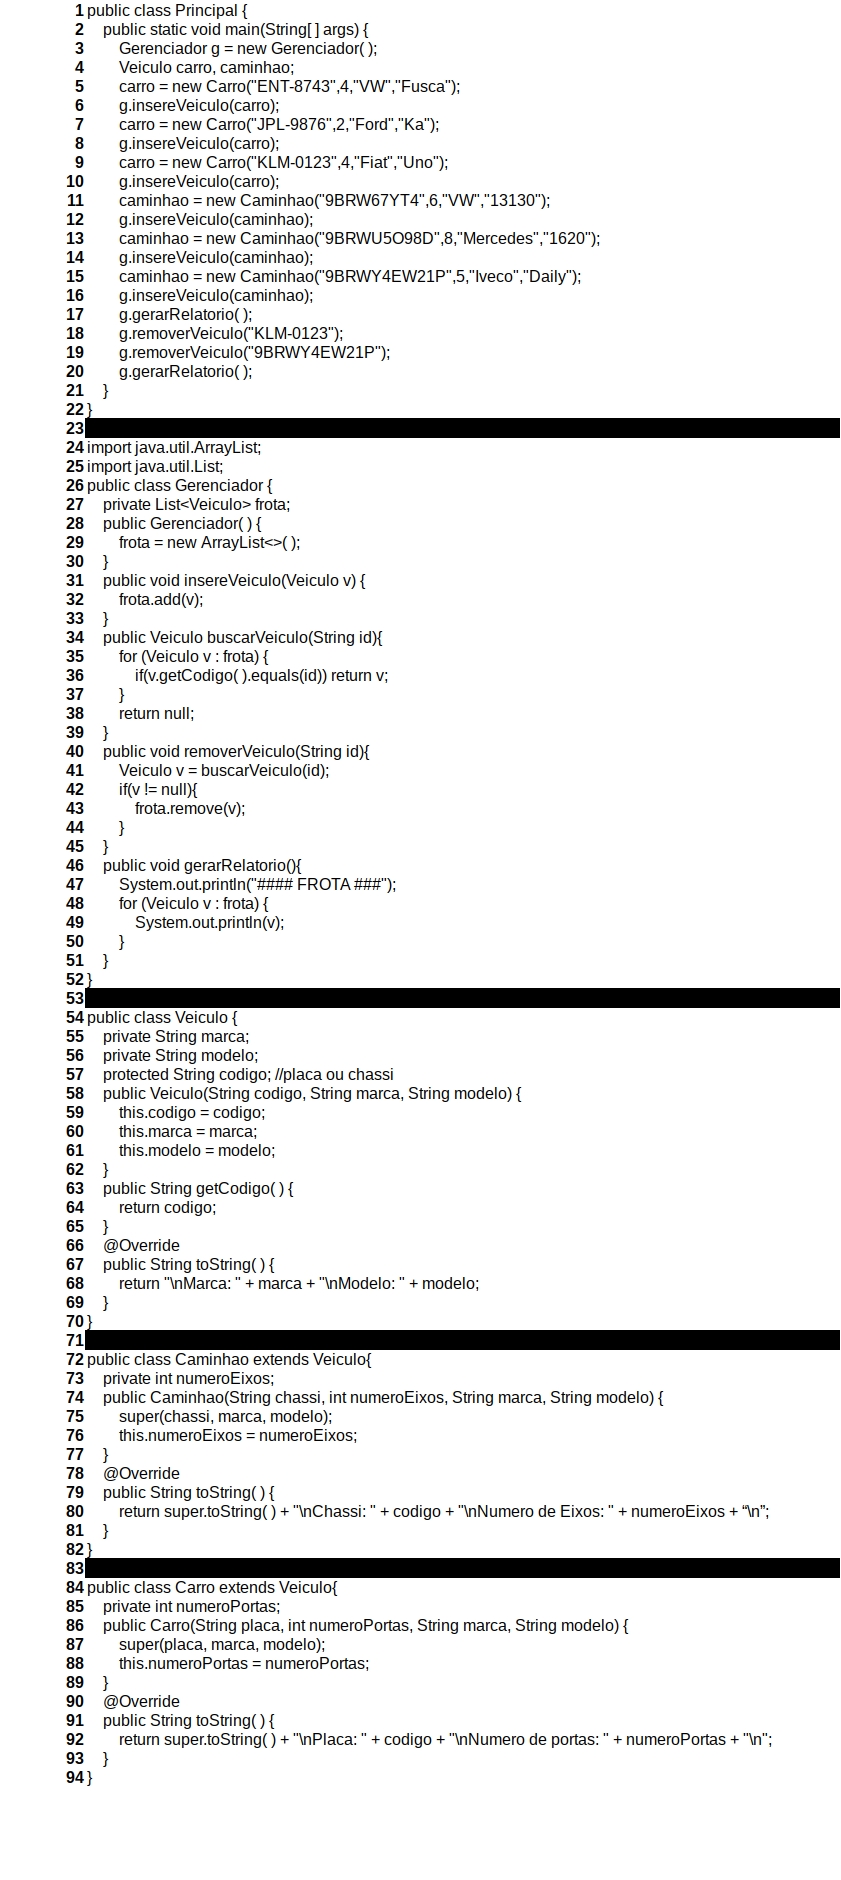 1 public class Principal {
2 public static void main(String[ ] args) {
3 Gerenciador g = new Gerenciador( );
4 Veiculo carro, caminhao;
5 carro = new Carro("ENT-8743",4,"VW","Fusca");
6 g.insereVeiculo(carro);
7 carro = new Carro("JPL-9876",2,"Ford","Ka");
8 g.insereVeiculo(carro);
9 carro = new Carro("KLM-0123",4,"Fiat","Uno");
10 g.insereVeiculo(carro);
11 caminhao = new Caminhao("9BRW67YT4",6,"VW","13130");
12 g.insereVeiculo(caminhao);
13 caminhao = new Caminhao("9BRWU5O98D",8,"Mercedes","1620");
14 g.insereVeiculo(caminhao);
15 caminhao = new Caminhao("9BRWY4EW21P",5,"Iveco","Daily");
16 g.insereVeiculo(caminhao);
17 g.gerarRelatorio( );
18 g.removerVeiculo("KLM-0123");
19 g.removerVeiculo("9BRWY4EW21P");
20 g.gerarRelatorio( );
21 }
22 }
23
24 import java.util.ArrayList;
25 import java.util.List;
26 public class Gerenciador {
27 private List<Veiculo> frota;
28 public Gerenciador( ) {
29 frota = new ArrayList<>( );
30 }
31 public void insereVeiculo(Veiculo v) {
32 frota.add(v);
33 }
34 public Veiculo buscarVeiculo(String id){
35 for (Veiculo v : frota) {
36 if(v.getCodigo( ).equals(id)) return v;
37 }
38 return null;
39 }
40 public void removerVeiculo(String id){
41 Veiculo v = buscarVeiculo(id);
42 if(v != null){
43 frota.remove(v);
44 }
45 }
46 public void gerarRelatorio(){
47 System.out.println("#### FROTA ###");
48 for (Veiculo v : frota) {
49 System.out.println(v);
50 }
51 }
52 }
53
54 public class Veiculo {
55 private String marca;
56 private String modelo;
57 protected String codigo; //placa ou chassi
58 public Veiculo(String codigo, String marca, String modelo) {
59 this.codigo = codigo;
60 this.marca = marca;
61 this.modelo = modelo;
62 }
63 public String getCodigo( ) {
64 return codigo;
65 }
66 @Override
67 public String toString( ) {
68 return "\nMarca: " + marca + "\nModelo: " + modelo;
69 }
70 }
71
72 public class Caminhao extends Veiculo{
73 private int numeroEixos;
74 public Caminhao(String chassi, int numeroEixos, String marca, String modelo) {
75 super(chassi, marca, modelo);
76 this.numeroEixos = numeroEixos;
77 }
78 @Override
79 public String toString( ) {
80 return super.toString( ) + "\nChassi: " + codigo + "\nNumero de Eixos: " + numeroEixos + “\n”;
81 }
82 }
83
84 public class Carro extends Veiculo{
85 private int numeroPortas;
86 public Carro(String placa, int numeroPortas, String marca, String modelo) {
87 super(placa, marca, modelo);
88 this.numeroPortas = numeroPortas;
89 }
90 @Override
91 public String toString( ) {
92 return super.toString( ) + "\nPlaca: " + codigo + "\nNumero de portas: " + numeroPortas + "\n";
93 }
94 }